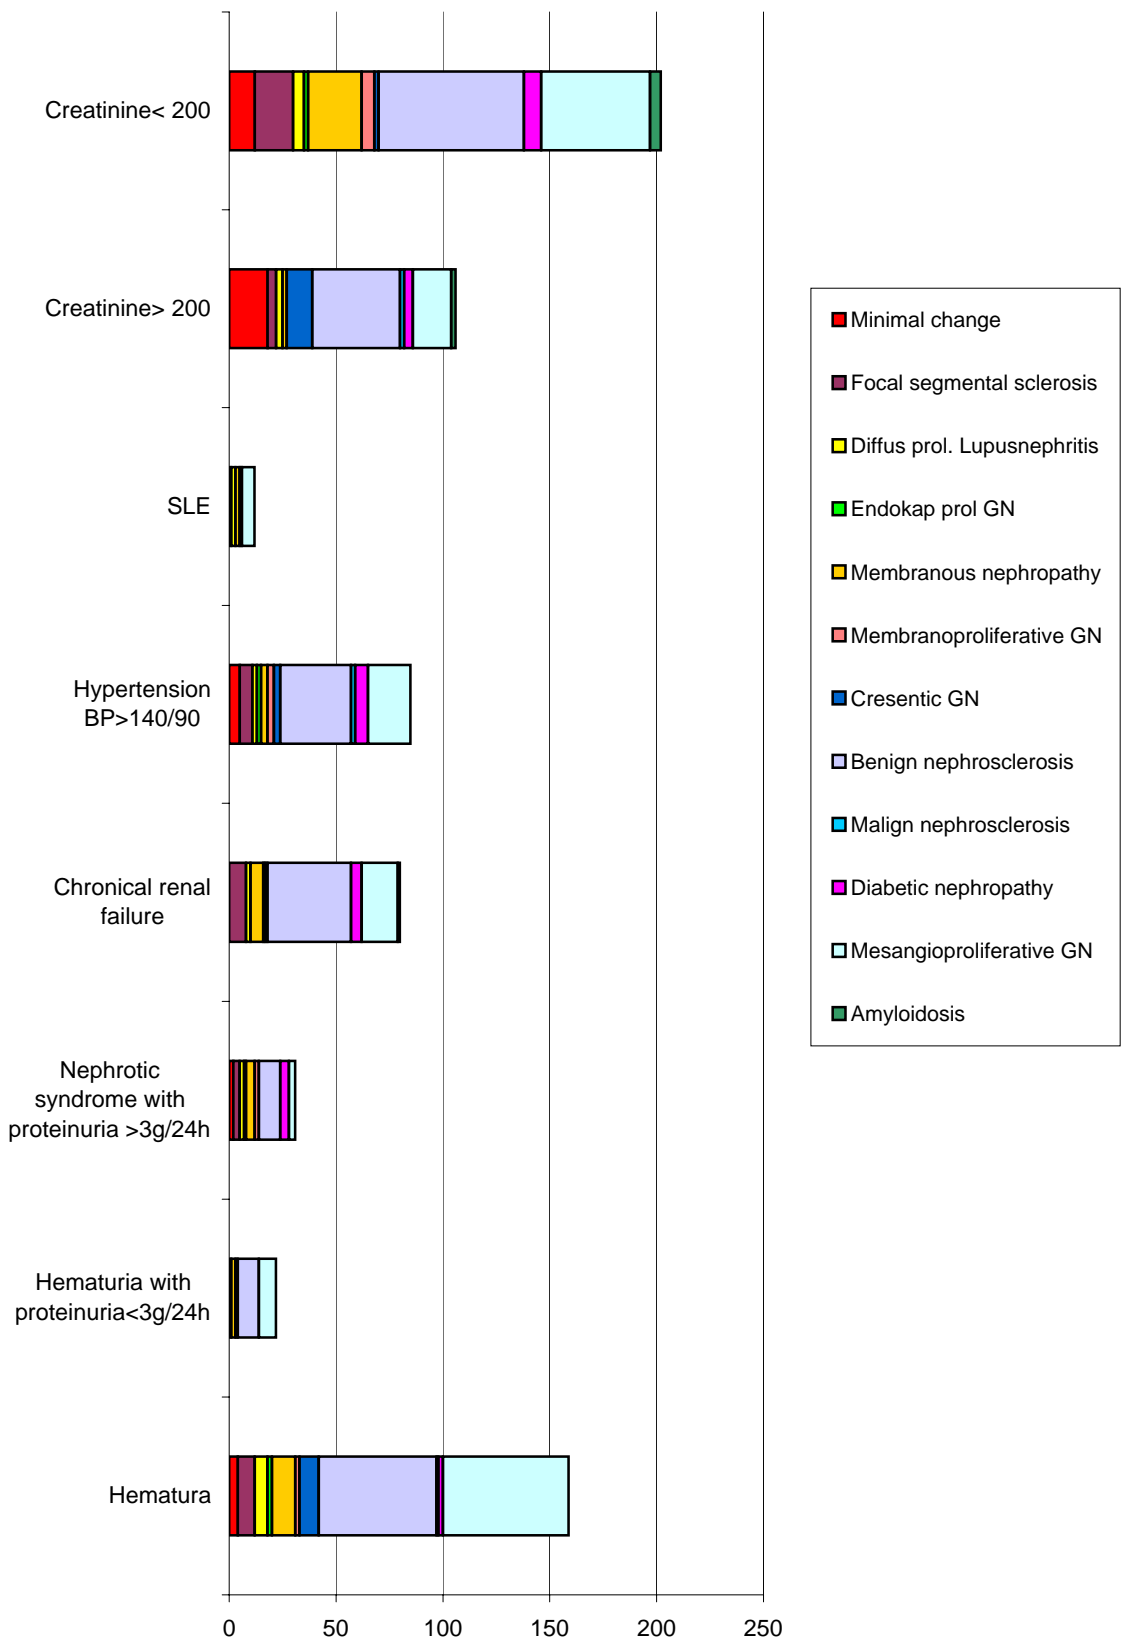 Creatinine< 200
Creatinine> 200
SLE
Hypertension
BP>140/90
Chronical renal
failure
Nephrotic
syndrome with
proteinuria >3g/24h
Hematuria with
proteinuria<3g/24h
Hematura
0 50 100 150 200 250
Minimal change
Focal segmental sclerosis
Diffus prol. Lupusnephritis
Endokap prol GN
Membranous nephropathy
Membranoproliferative GN
Cresentic GN
Benign nephrosclerosis
Malign nephrosclerosis
Diabetic nephropathy
Mesangioproliferative GN
Amyloidosis